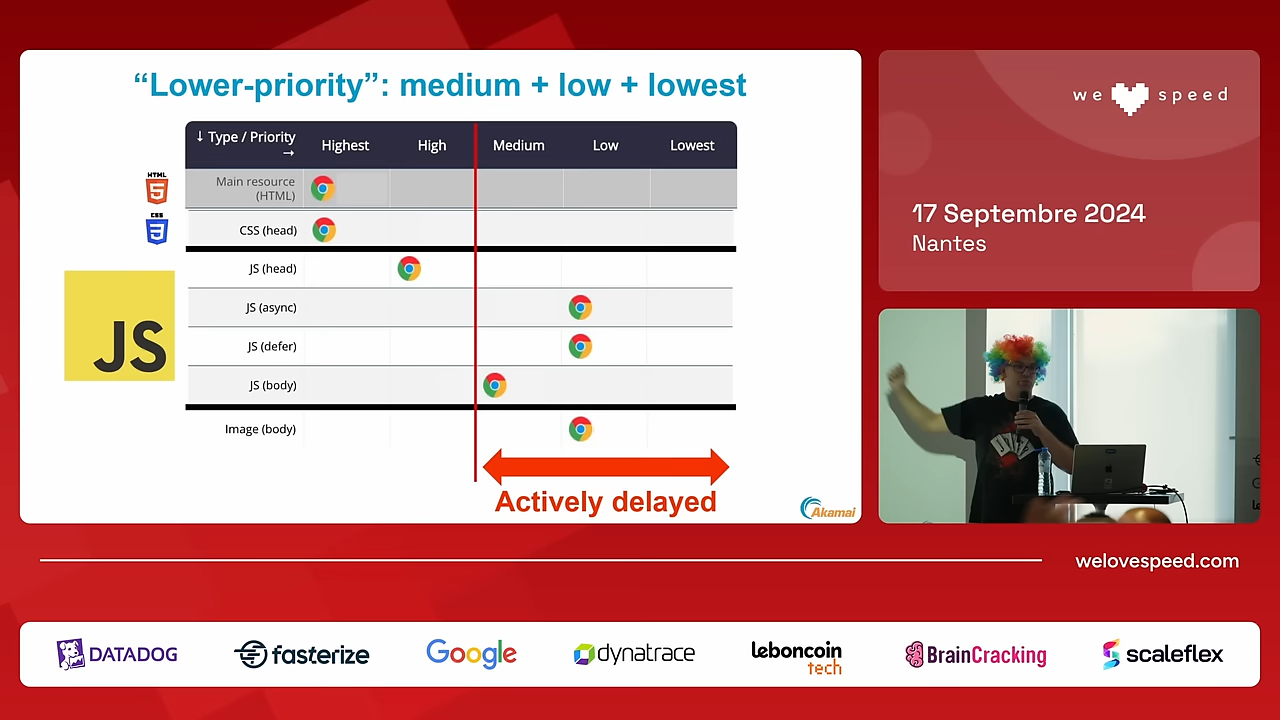 “Lower-priority”: medium + low + lowest
↓ Type / Priority →
Highest
High
Medium
Low
Lowest
HTML
5
Main resource
(HTML)
CSS
3
CSS (head)
JS (head)
JS
JS (async)
JS (defer)
JS (body)
Image (body)
Actively delayed
Akamai
we speed
17 Septembre 2024
Nantes
welovespeed.com
DATADOG
fasterize
Google
dynatrace
leboncoin
tech
BrainCracking
scaleflex